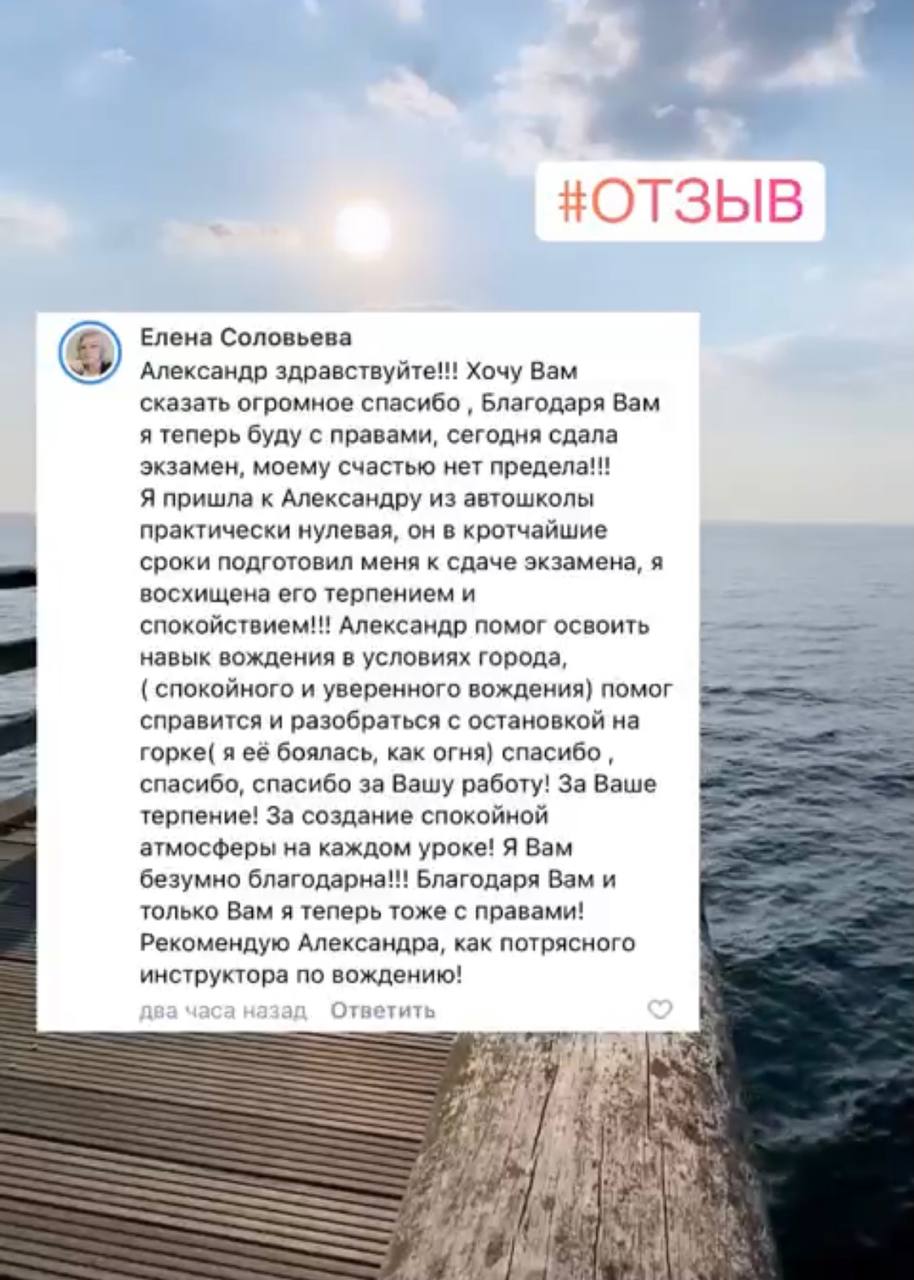 #ОТЗЫВ
Елена Соловьева
Александр здравствуйте!!! Хочу Вам
сказать огромное спасибо , Благодаря Вам
я теперь буду с правами, сегодня сдала
экзамен, моему счастью нет предела!!!
Я пришла к Александру из автошколы
практически нулевая, он в кротчайшие
сроки подготовил меня к сдаче экзамена, я
восхищена его терпением и
спокойствием!!! Александр помог освоить
навык вождения в условиях города,
( спокойного и уверенного вождения) помог
справится и разобраться с остановкой на
горке( я её боялась, как огня) спасибо ,
спасибо, спасибо за Вашу работу! За Ваше
терпение! За создание спокойной
атмосферы на каждом уроке! Я Вам
безумно благодарна!!! Благодаря Вам и
только Вам я теперь тоже с правами!
Рекомендую Александра, как потрясного
инструктора по вождению!
два часа назад Ответить